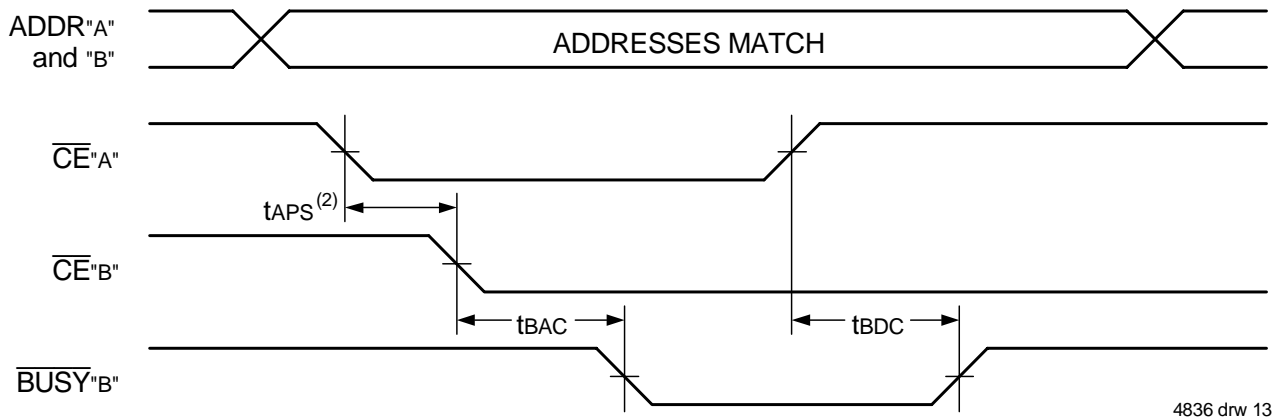 ADDR"A"
and "B"
ADDRESSES MATCH
CE"A"
tAPS(2)
CE"B"
tBAC
tBDC
BUSY"B"
4836 drw 13